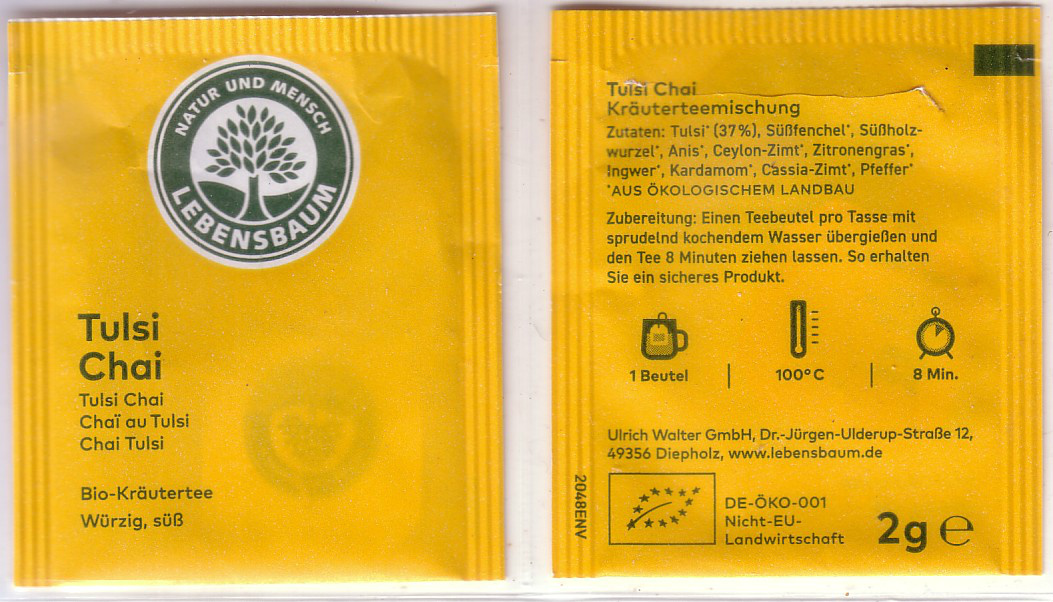 NATUR UND MENSCH
LEBENSBAUM
Tulsi
Chai
Tulsi Chai
Chaï au Tulsi
Chai Tulsi
Bio-Kräutertee
Würzig, süß
Tulsi Chai
Kräuterteemischung
Zutaten: Tulsi* (37%), Süßfenchel*, Süßholz-
wurzel*, Anis*, Ceylon-Zimt*, Zitronengras*,
Ingwer*, Kardamom*, Cassia-Zimt*, Pfeffer*
*AUS ÖKOLOGISCHEM LANDBAU
Zubereitung: Einen Teebeutel pro Tasse mit
sprudelnd kochendem Wasser übergießen und
den Tee 8 Minuten ziehen lassen. So erhalten
Sie ein sicheres Produkt.
1 Beutel | 100°C | 8 Min.
Ulrich Walter GmbH, Dr.-Jürgen-Ulderup-Straße 12,
49356 Diepholz, www.lebensbaum.de
2048ENV
DE-ÖKO-001
Nicht-EU-
Landwirtschaft
2g ℮